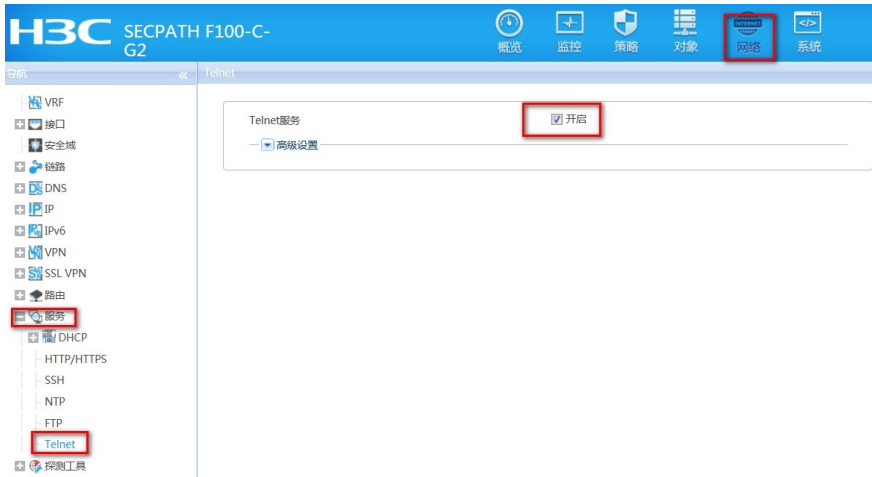 H3C SECPATH F100-C-
G2
概览 监控 策略 对象 网络 系统
导航 Telnet
VRF
接口
安全域
链路
DNS
IP
IPv6
VPN
SSL VPN
路由
服务
DHCP
HTTP/HTTPS
SSH
NTP
FTP
Telnet
探测工具
Telnet服务 开启
高级设置